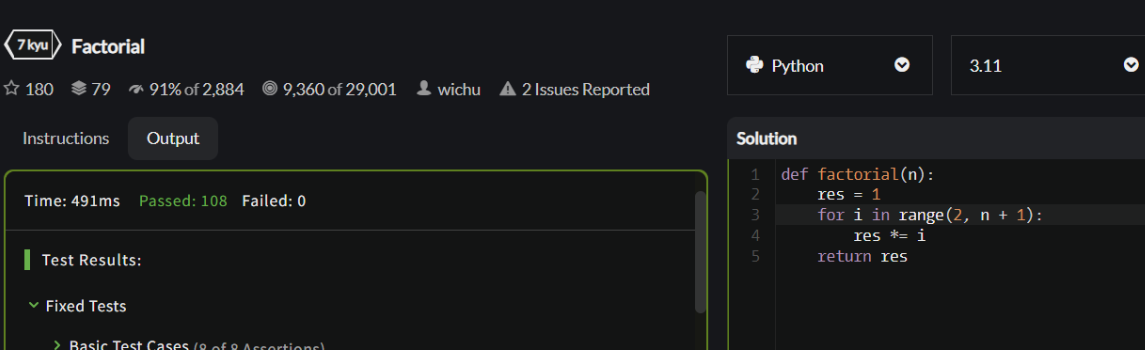 7 kyu Factorial
180 79 91% of 2,884 9,360 of 29,001 wichu 2 Issues Reported
Instructions Output
Time: 491ms Passed: 108 Failed: 0
Test Results:
Fixed Tests
Basic Test Cases (8 of 8 Assertions)
Python 3.11
Solution
1 def factorial(n):
2     res = 1
3     for i in range(2, n + 1):
4         res *= i
5     return res